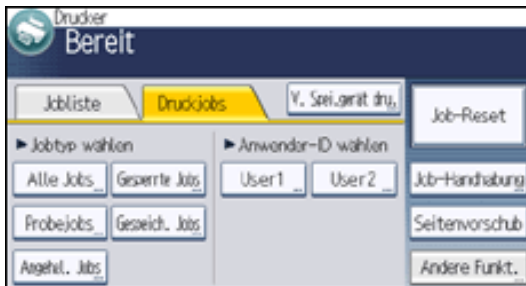 Drucker
Bereit
Jobliste
Druckjobs
V. Spei.gerät dru.
Job-Reset
Jobtyp wählen
Anwender-ID wählen
Alle Jobs
Gesperrte Jobs
User1
User2
Job-Handhabung
Probejobs
Gespeich. Jobs
Seitenvorschub
Angehal. Jobs
Andere Funkt.